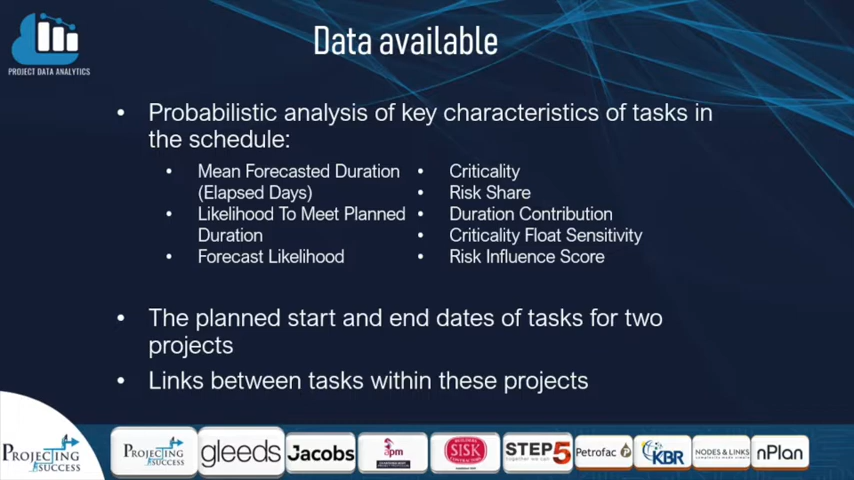 Data available
PROJECT DATA ANALYTICS
Probabilistic analysis of key characteristics of tasks in
the schedule:
Mean Forecasted Duration
(Elapsed Days)
Likelihood To Meet Planned
Duration
Forecast Likelihood
Criticality
Risk Share
Duration Contribution
Criticality Float Sensitivity
Risk Influence Score
The planned start and end dates of tasks for two
projects
Links between tasks within these projects
PROJECTING
SUCCESS
PROJECTING
SUCCESS
gleeds
Jacobs
apm
SISK
STEP5
together we can
Petrofac
KBR
NODES & LINKS
nPlan